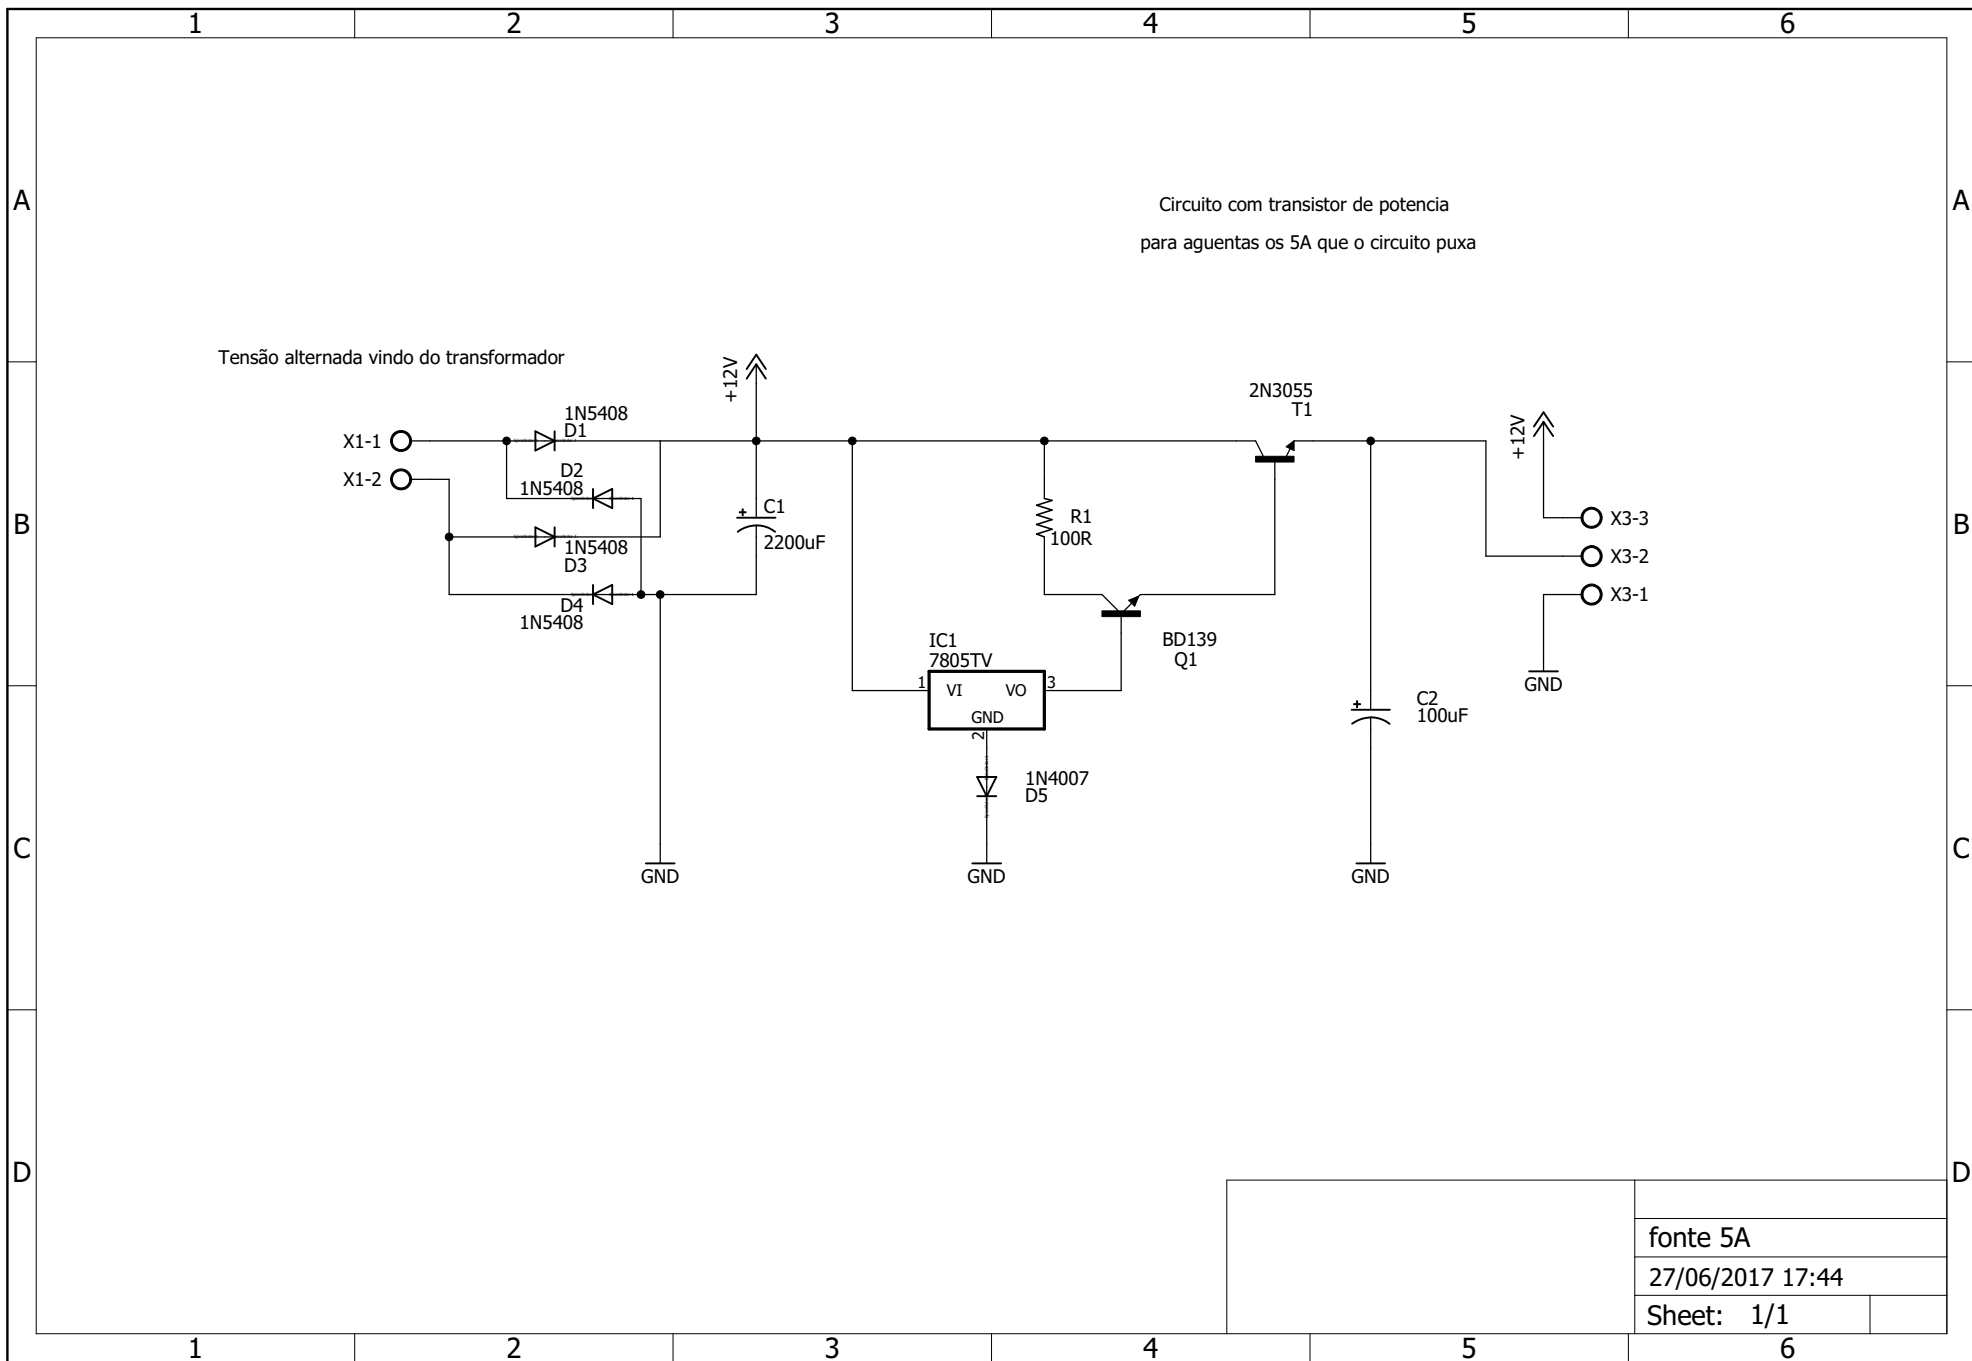 1 2 3 4 5 6
A A
Circuito com transistor de potencia
para aguentas os 5A que o circuito puxa
Tensão alternada vindo do transformador
+12V
2N3055
T1
1N5408
D1
+12V
X1-1
X1-2
D2
1N5408
C1
2200uF
B B
R1
100R
X3-3
X3-2
X3-1
1N5408
D3
D4
1N5408
IC1
7805TV
BD139
Q1
1 VI VO 3
GND
2
GND
C2
100uF
1N4007
D5
C C
GND
GND
GND
D D
fonte 5A
27/06/2017 17:44
Sheet: 1/1
1 2 3 4 5 6